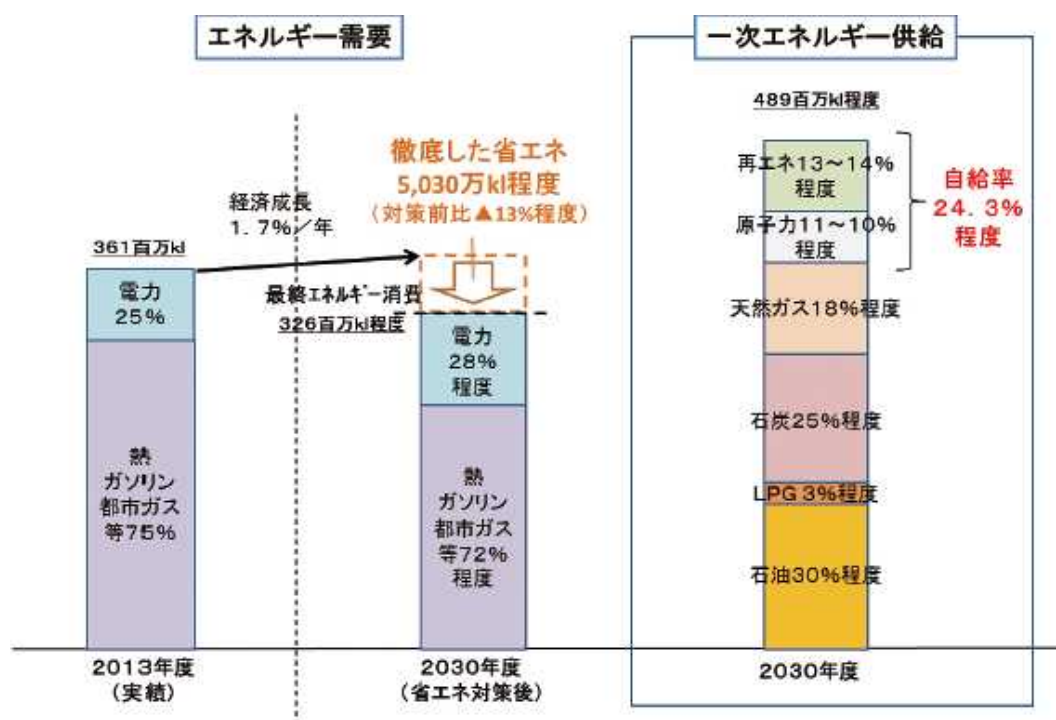 エネルギー需要
一次エネルギー供給
361百万kl
電力
25%
熱
ガソリン
都市ガス
等75%
2013年度
(実績)
経済成長
1.7%/年
徹底した省エネ
5,030万kl程度
(対策前比▲13%程度)
最終エネルギー消費
326百万kl程度
電力
28%
程度
熱
ガソリン
都市ガス
等72%
程度
2030年度
(省エネ対策後)
489百万kl程度
再エネ13~14%
程度
原子力11~10%
程度
天然ガス18%程度
石炭25%程度
LPG 3%程度
石油30%程度
2030年度
自給率
24.3%
程度